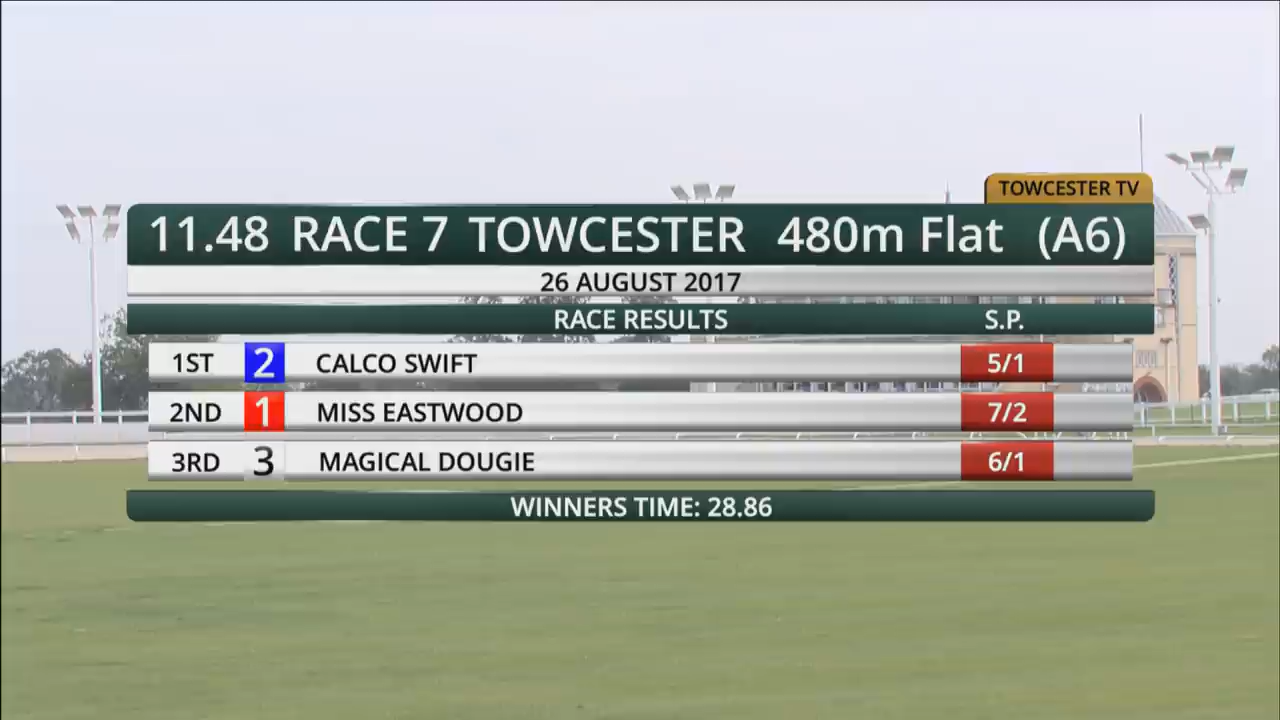 TOWCESTER TV
11.48 RACE 7 TOWCESTER 480m Flat (A6)
26 AUGUST 2017
RACE RESULTS S.P.
1ST 2 CALCO SWIFT 5/1
2ND 1 MISS EASTWOOD 7/2
3RD 3 MAGICAL DOUGIE 6/1
WINNERS TIME: 28.86